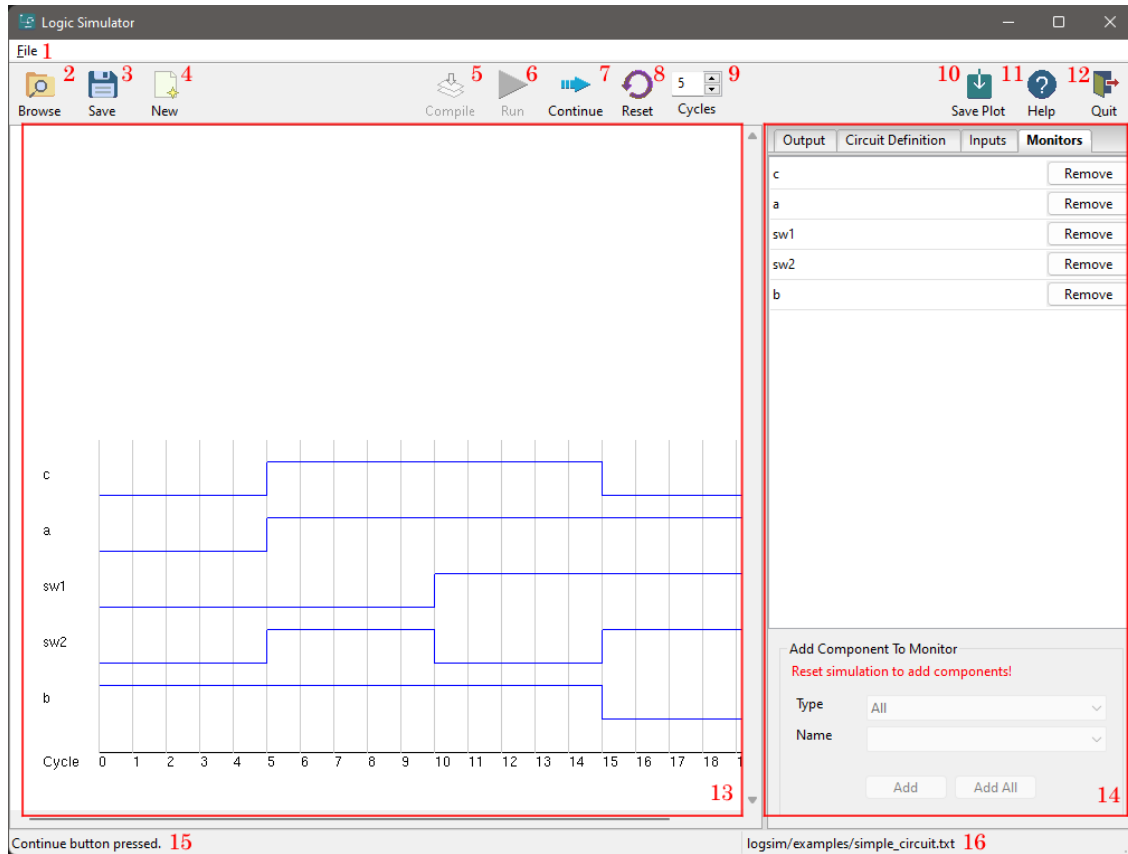 Logic Simulator
File 1
2 3 4 5 6 7 8 5 9 10 11 12
Browse Save New Compile Run Continue Reset Cycles Save Plot Help Quit
Output Circuit Definition Inputs Monitors
c Remove
a Remove
sw1 Remove
sw2 Remove
b Remove
c
a
sw1
sw2
b
Cycle 0 1 2 3 4 5 6 7 8 9 10 11 12 13 14 15 16 17 18
13
Add Component To Monitor
Reset simulation to add components!
Type All
Name
Add Add All
14
Continue button pressed. 15
logsim/examples/simple_circuit.txt 16